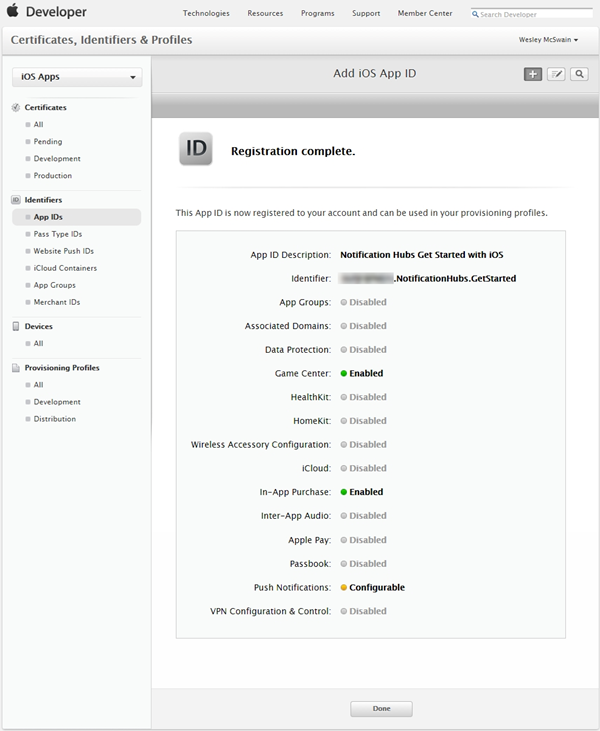 Developer
Technologies Resources Programs Support Member Center Search Developer
Certificates, Identifiers & Profiles
Wesley McSwain
iOS Apps
Certificates
All
Pending
Development
Production
Identifiers
App IDs
Pass Type IDs
Website Push IDs
iCloud Containers
App Groups
Merchant IDs
Devices
All
Provisioning Profiles
All
Development
Distribution
Add iOS App ID
ID
Registration complete.
This App ID is now registered to your account and can be used in your provisioning profiles.
App ID Description: Notification Hubs Get Started with iOS
Identifier: .NotificationHubs.GetStarted
App Groups: Disabled
Associated Domains: Disabled
Data Protection: Disabled
Game Center: Enabled
HealthKit: Disabled
HomeKit: Disabled
Wireless Accessory Configuration: Disabled
iCloud: Disabled
In-App Purchase: Enabled
Inter-App Audio: Disabled
Apple Pay: Disabled
Passbook: Disabled
Push Notifications: Configurable
VPN Configuration & Control: Disabled
Done